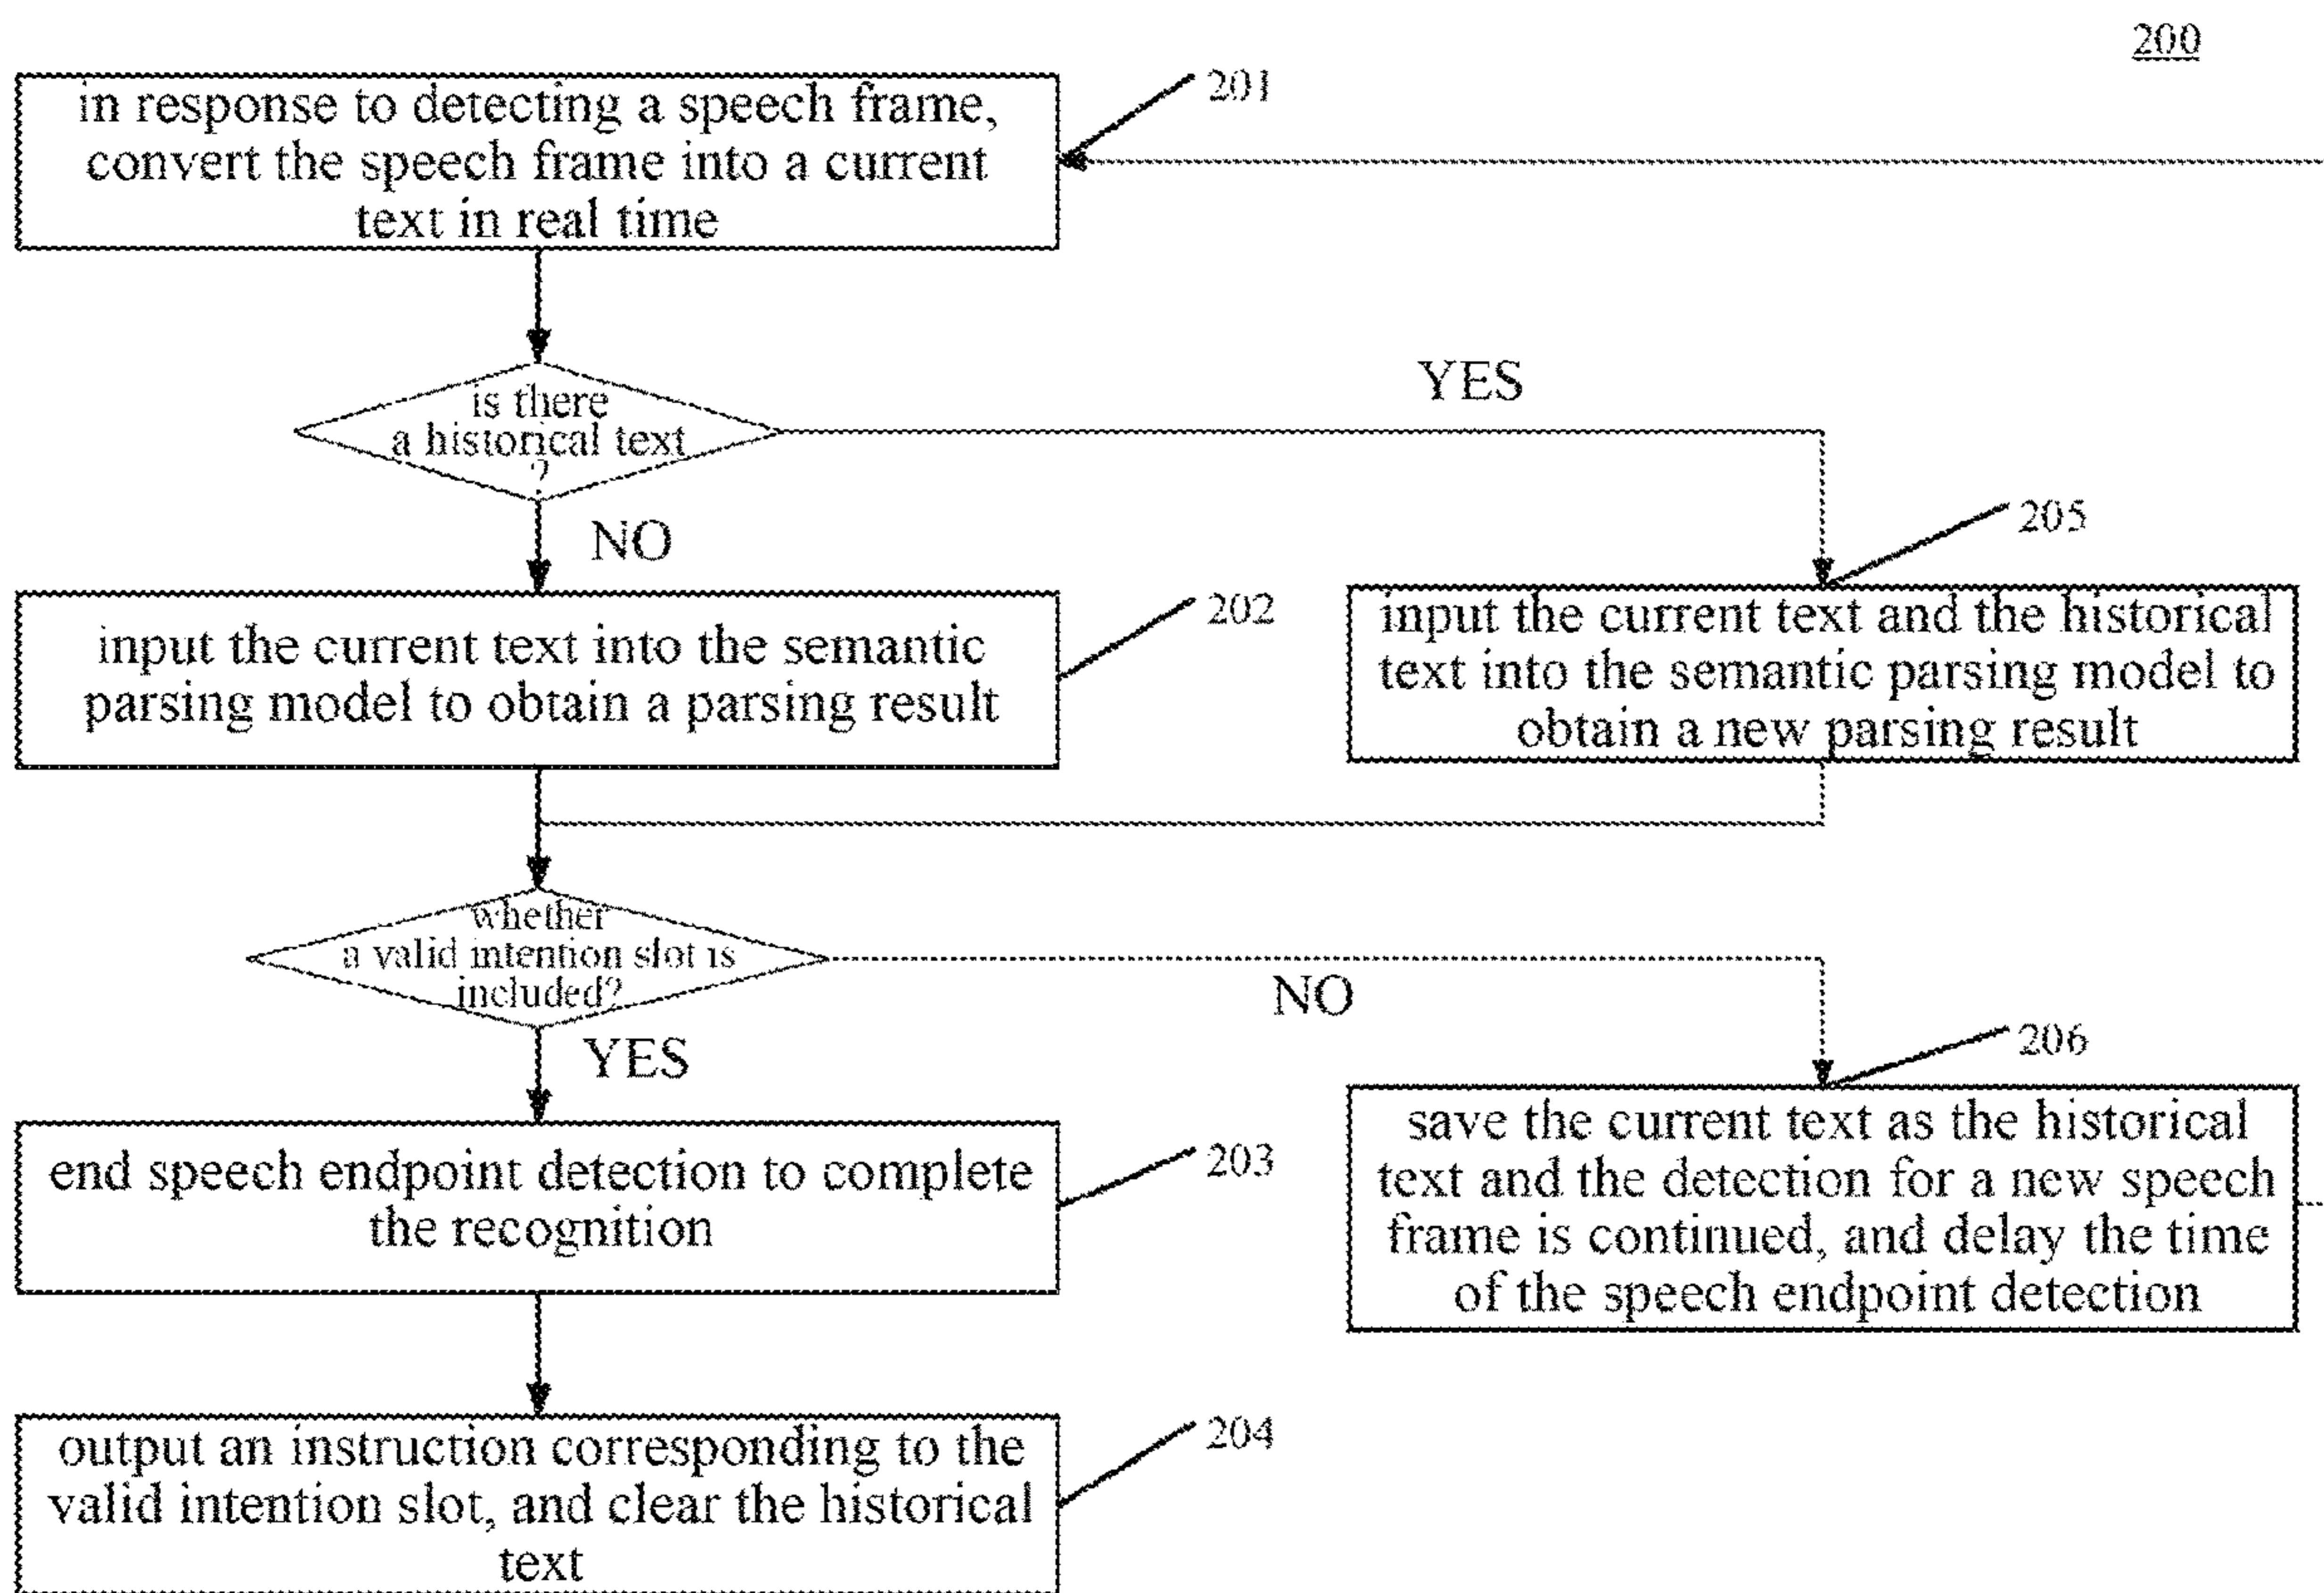 200
in response to detecting a speech frame,
convert the speech frame into a current
text in real time
201
is there
a historical text
?
YES
NO
input the current text into the semantic
parsing model to obtain a parsing result
202
205
input the current text and the historical
text into the semantic parsing model to
obtain a new parsing result
whether
a valid intention slot is
included?
NO
YES
end speech endpoint detection to complete
the recognition
203
206
save the current text as the historical
text and the detection for a new speech
frame is continued, and delay the time
of the speech endpoint detection
output an instruction corresponding to the
valid intention slot, and clear the historical
text
204